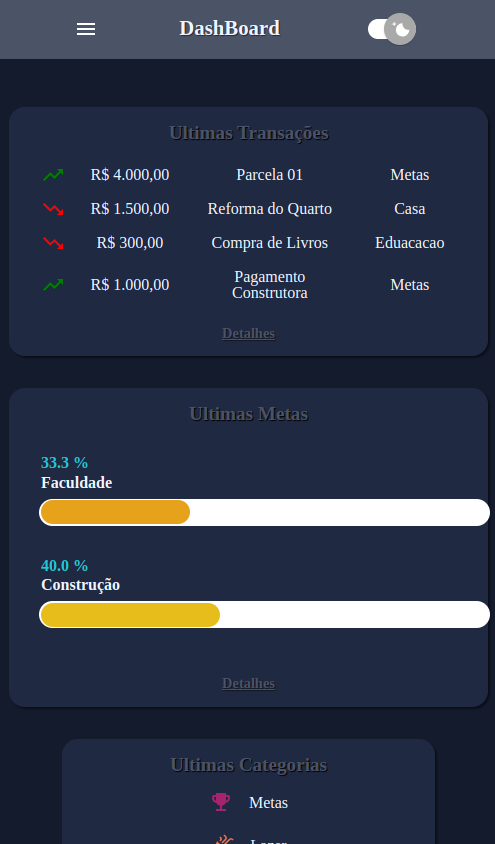 DashBoard
Ultimas Transações
R$ 4.000,00 Parcela 01 Metas
R$ 1.500,00 Reforma do Quarto Casa
R$ 300,00 Compra de Livros Eduacacao
R$ 1.000,00 Pagamento Construtora Metas
Detalhes
Ultimas Metas
33.3 %
Faculdade
40.0 %
Construção
Detalhes
Ultimas Categorias
Metas